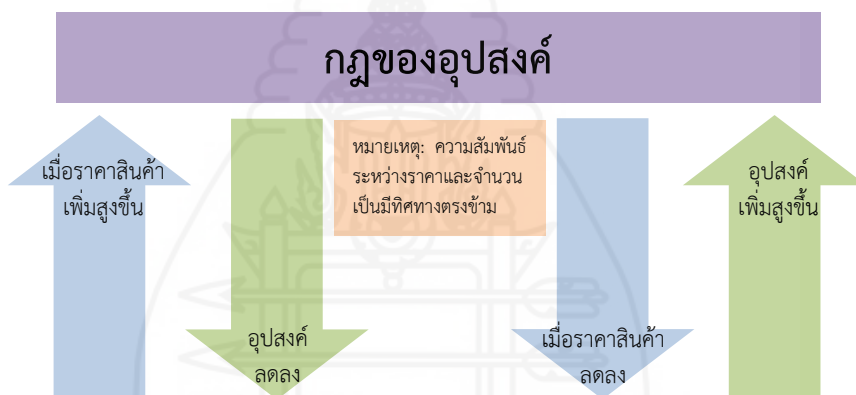 กฎของอุปสงค์
เมื่อราคาสินค้า
เพิ่มสูงขึ้น
อุปสงค์
ลดลง
หมายเหตุ: ความสัมพันธ์
ระหว่างราคาและจำนวน
เป็นมีทิศทางตรงข้าม
เมื่อราคาสินค้า
ลดลง
อุปสงค์
เพิ่มสูงขึ้น